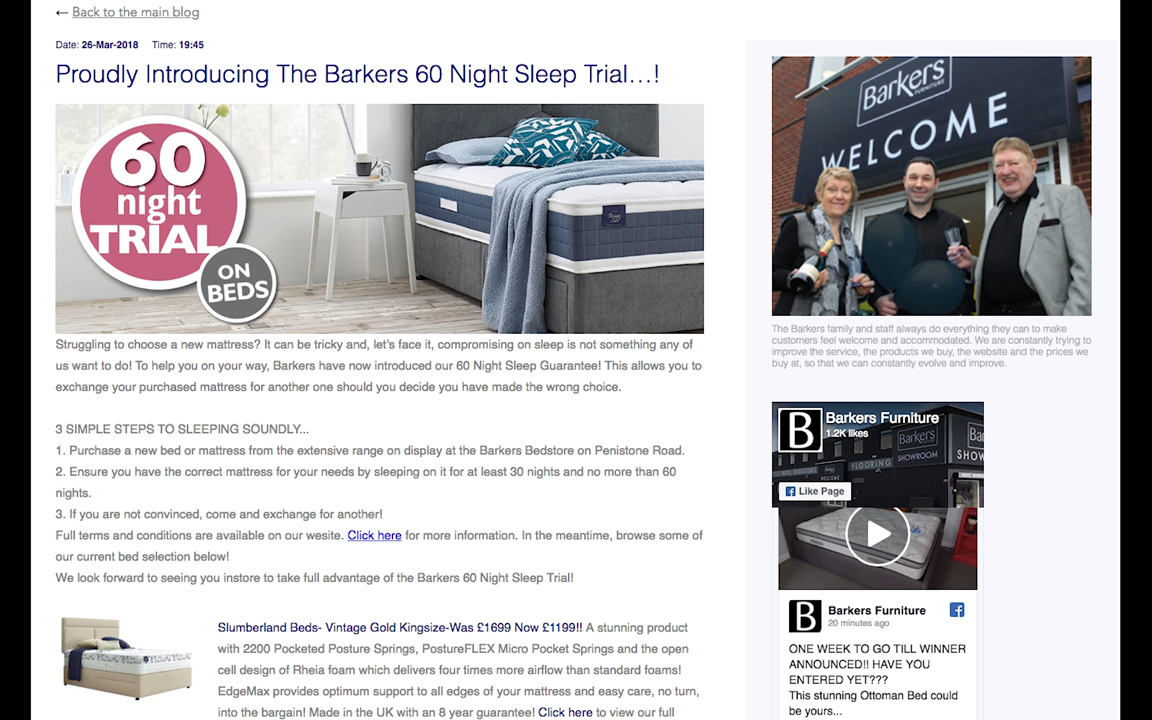 ← Back to the main blog
Date: 26-Mar-2018 Time: 19:45
Proudly Introducing The Barkers 60 Night Sleep Trial…!
60
night
TRIAL
ON
BEDS
Struggling to choose a new mattress? It can be tricky and, let's face it, compromising on sleep is not something any of
us want to do! To help you on your way, Barkers have now introduced our 60 Night Sleep Guarantee! This allows you to
exchange your purchased mattress for another one should you decide you have made the wrong choice.
3 SIMPLE STEPS TO SLEEPING SOUNDLY...
1. Purchase a new bed or mattress from the extensive range on display at the Barkers Bedstore on Penistone Road.
2. Ensure you have the correct mattress for your needs by sleeping on it for at least 30 nights and no more than 60
nights.
3. If you are not convinced, come and exchange for another!
Full terms and conditions are available on our wesite. Click here for more information. In the meantime, browse some of
our current bed selection below!
We look forward to seeing you instore to take full advantage of the Barkers 60 Night Sleep Trial!
Slumberland Beds- Vintage Gold Kingsize-Was £1699 Now £1199!! A stunning product
with 2200 Pocketed Posture Springs, PostureFLEX Micro Pocket Springs and the open
cell design of Rheia foam which delivers four times more airflow than standard foams!
EdgeMax provides optimum support to all edges of your mattress and easy care, no turn,
into the bargain! Made in the UK with an 8 year guarantee! Click here to view our full
Barkers
FURNITURE
WELCOME
The Barkers family and staff always do everything they can to make
customers feel welcome and accommodated. We are constantly trying to
improve the service, the products we buy, the website and the prices we
buy at, so that we can constantly evolve and improve.
B
Barkers Furniture
1.2K likes
Barkers
SHOWROOM
FLOORING
Ba
SHOW
Like Page
B
Barkers Furniture
20 minutes ago
ONE WEEK TO GO TILL WINNER
ANNOUNCED!! HAVE YOU
ENTERED YET???
This stunning Ottoman Bed could
be yours...